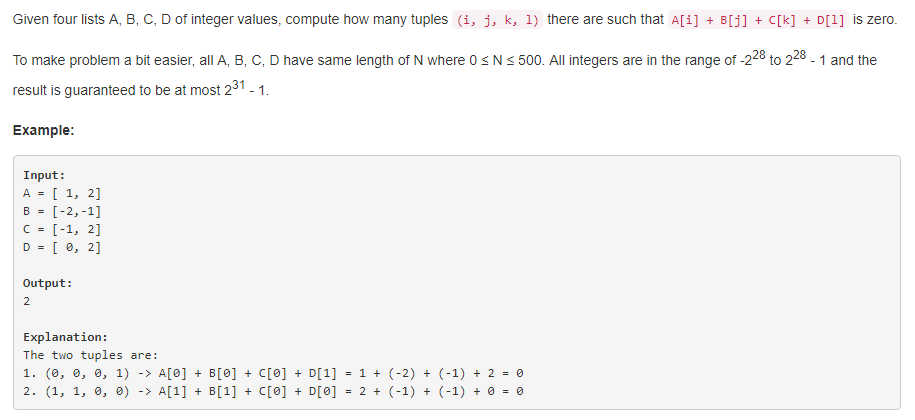 Given four lists A, B, C, D of integer values, compute how many tuples (i, j, k, l) there are such that A[i] + B[j] + C[k] + D[l] is zero.
To make problem a bit easier, all A, B, C, D have same length of N where 0 ≤ N ≤ 500. All integers are in the range of -2^28 to 2^28 - 1 and the
result is guaranteed to be at most 2^31 - 1.
Example:
Input:
A = [ 1, 2]
B = [-2,-1]
C = [-1, 2]
D = [ 0, 2]
Output:
2
Explanation:
The two tuples are:
1. (0, 0, 0, 1) -> A[0] + B[0] + C[0] + D[1] = 1 + (-2) + (-1) + 2 = 0
2. (1, 1, 0, 0) -> A[1] + B[1] + C[0] + D[0] = 2 + (-1) + (-1) + 0 = 0